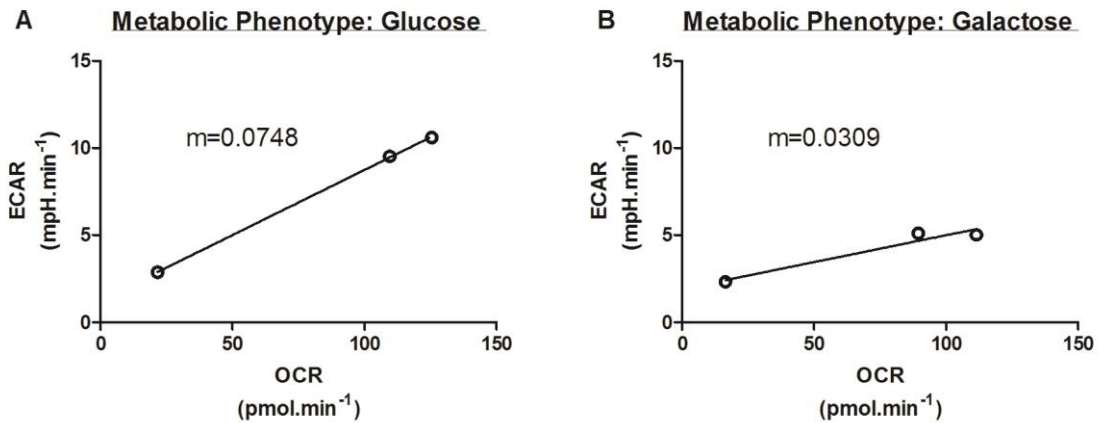 A Metabolic Phenotype: Glucose
15
10
5
0
m=0.0748
ECAR
(mpH.min⁻¹)
0 50 100 150
OCR
(pmol.min⁻¹)
B Metabolic Phenotype: Galactose
15
10
5
0
m=0.0309
ECAR
(mpH.min⁻¹)
0 50 100 150
OCR
(pmol.min⁻¹)